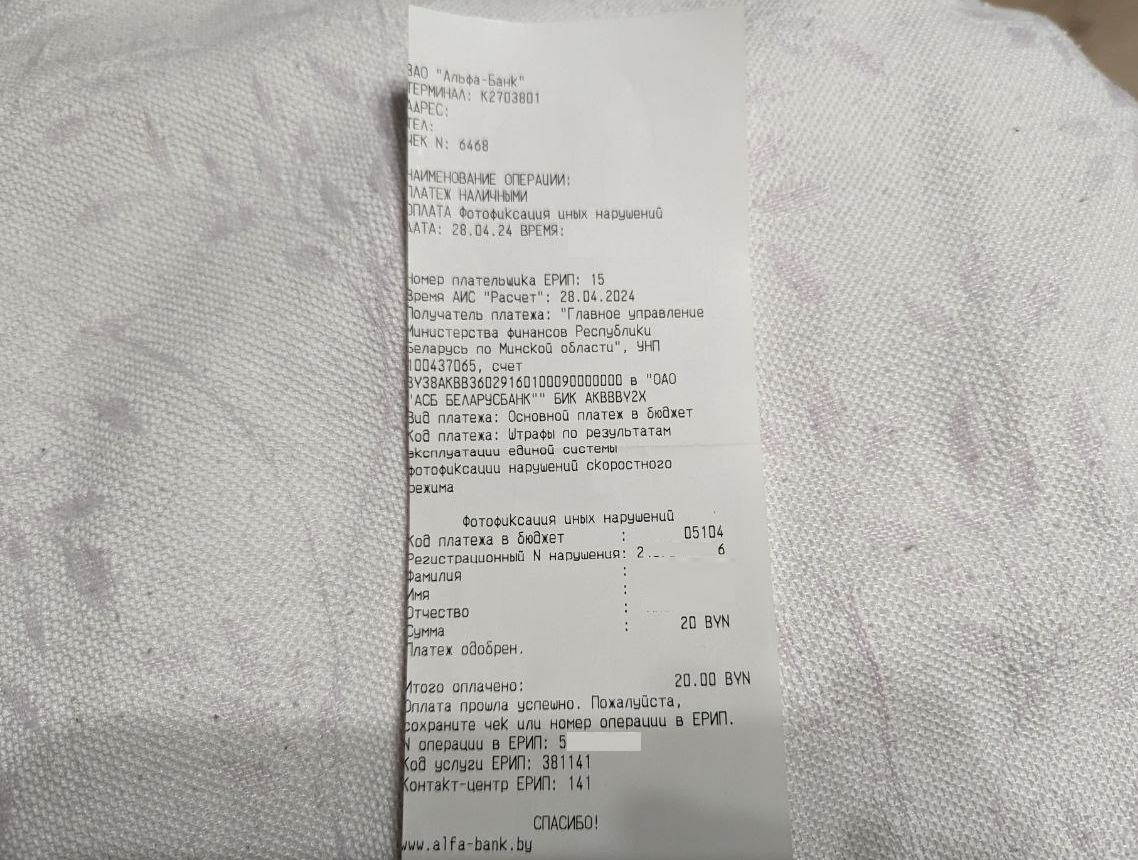 ЗАО "Альфа-Банк"
ТЕРМИНАЛ: К2703801
АДРЕС:
ТЕЛ:
ЧЕК N: 6468
НАИМЕНОВАНИЕ ОПЕРАЦИИ:
ПЛАТЕЖ НАЛИЧНЫМИ
ОПЛАТА Фотофиксация иных нарушений
ДАТА: 28.04.24 ВРЕМЯ:
Номер плательщика ЕРИП: 15
Время АИС "Расчет": 28.04.2024
Получатель платежа: "Главное управление
Министерства финансов Республики
Беларусь по Минской области", УНП
100437065, счет
BY38AKBB36029160100090000000 в "ОАО
"АСБ БЕЛАРУСБАНК"" БИК AKBBBY2X
Вид платежа: Основной платеж в бюджет
Код платежа: Штрафы по результатам
эксплуатации единой системы
фотофиксации нарушений скоростного
режима
Фотофиксация иных нарушений
Код платежа в бюджет : 05104
Регистрационный N нарушения: 2 6
Фамилия :
Имя :
Отчество :
Сумма : 20 BYN
Платеж одобрен.
Итого оплачено: 20.00 BYN
Оплата прошла успешно. Пожалуйста,
сохраните чек или номер операции в ЕРИП.
N операции в ЕРИП: 5
Код услуги ЕРИП: 381141
Контакт-центр ЕРИП: 141
СПАСИБО!
www.alfa-bank.by